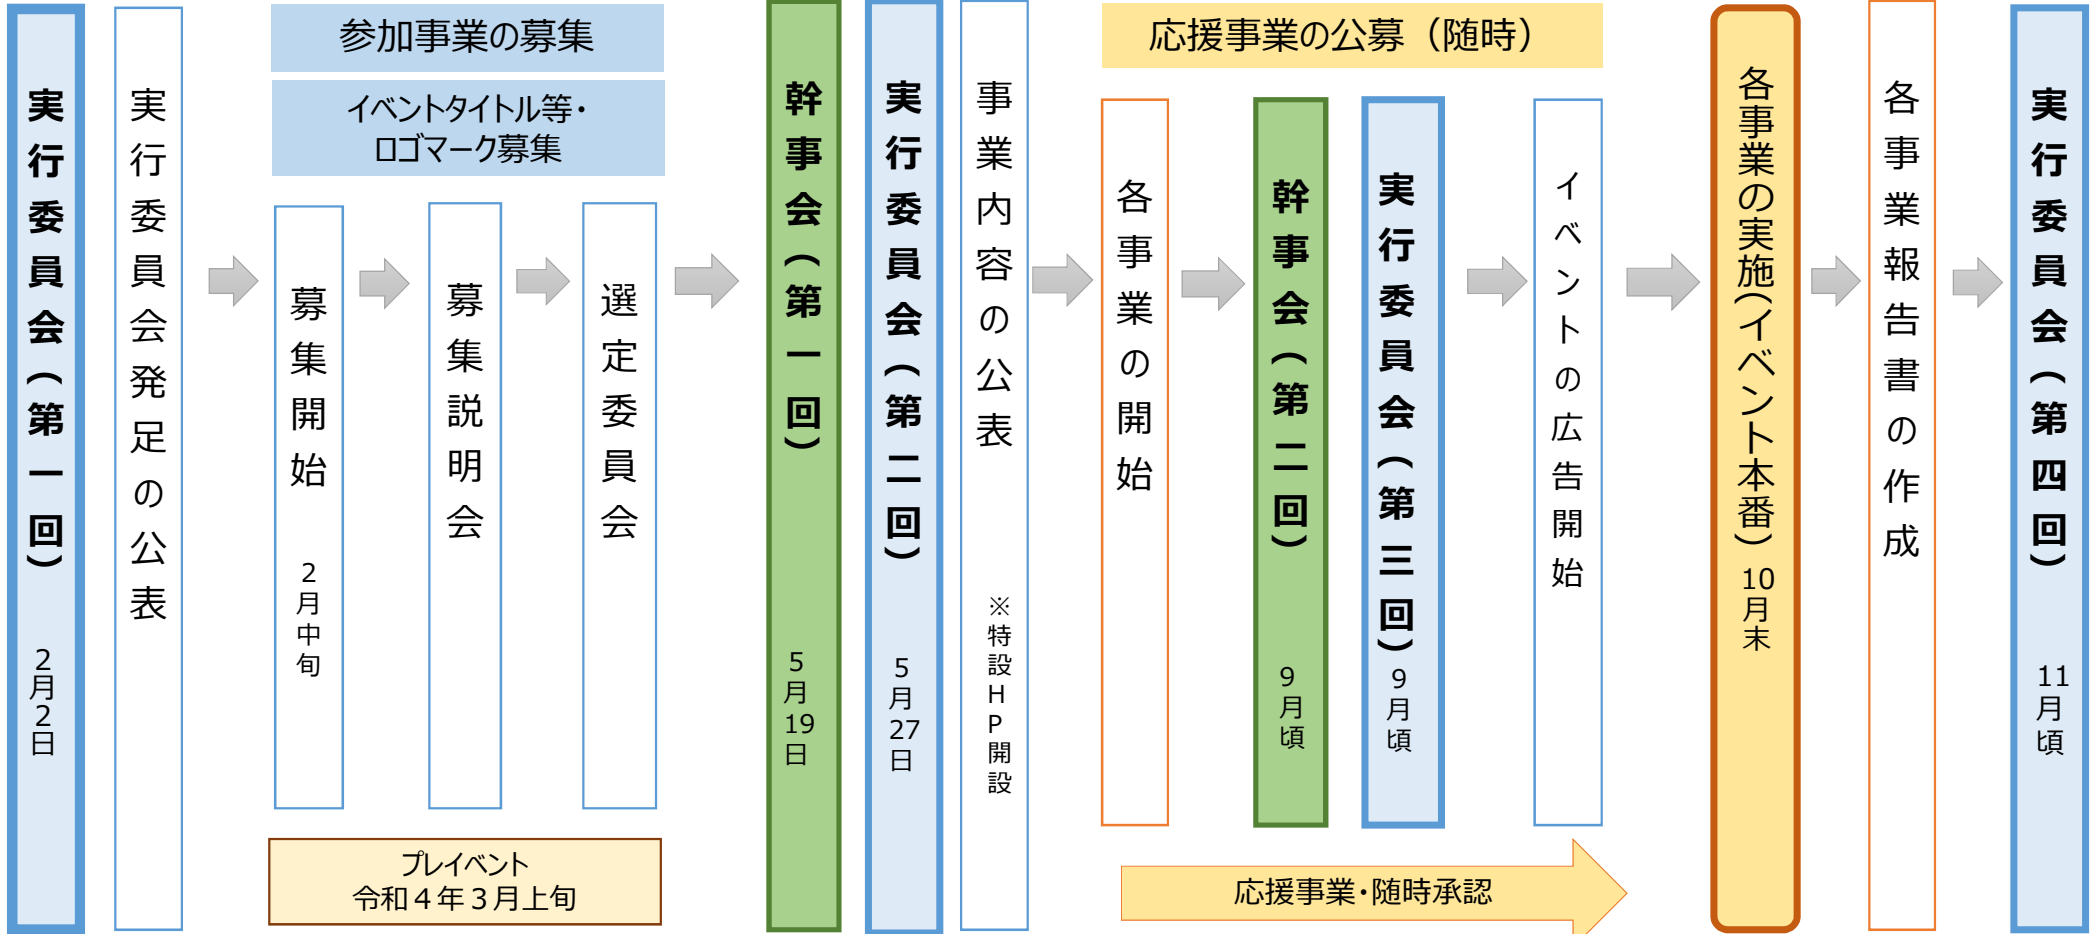 実行委員会（第一回）
2月2日
実行委員会発足の公表
参加事業の募集
イベントタイトル等・
ロゴマーク募集
募集開始
2月中旬
募集説明会
選定委員会
プレイベント
令和４年３月上旬
幹事会（第一回）
5月19日
実行委員会（第二回）
5月27日
事業内容の公表
※特設ＨＰ開設
応援事業の公募（随時）
各事業の開始
幹事会（第二回）
9月頃
実行委員会（第三回）
9月頃
イベントの広告開始
応援事業・随時承認
各事業の実施（イベント本番）
10月末
各事業報告書の作成
実行委員会（第四回）
11月頃